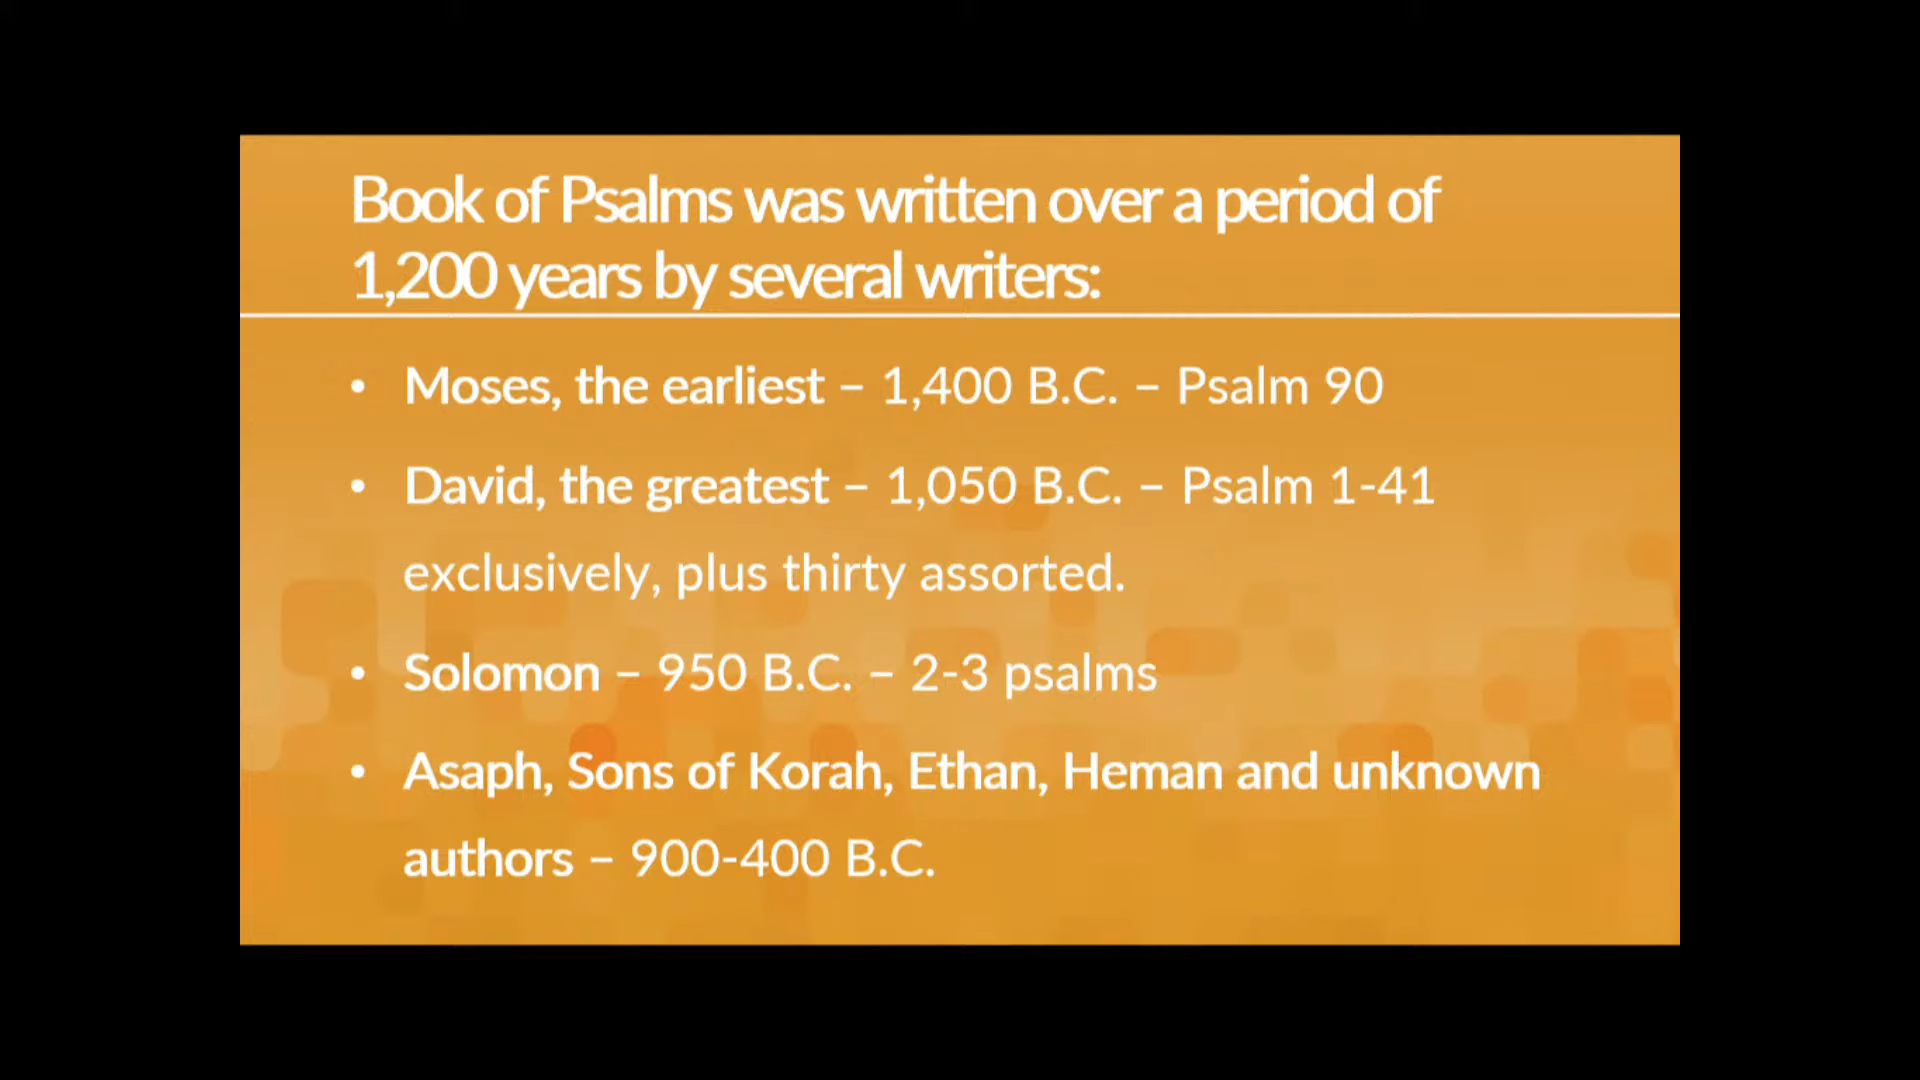 Book of Psalms was written over a period of
1,200 years by several writers:
• Moses, the earliest – 1,400 B.C. – Psalm 90
• David, the greatest – 1,050 B.C. – Psalm 1-41
exclusively, plus thirty assorted.
• Solomon – 950 B.C. – 2-3 psalms
• Asaph, Sons of Korah, Ethan, Heman and unknown
authors – 900-400 B.C.